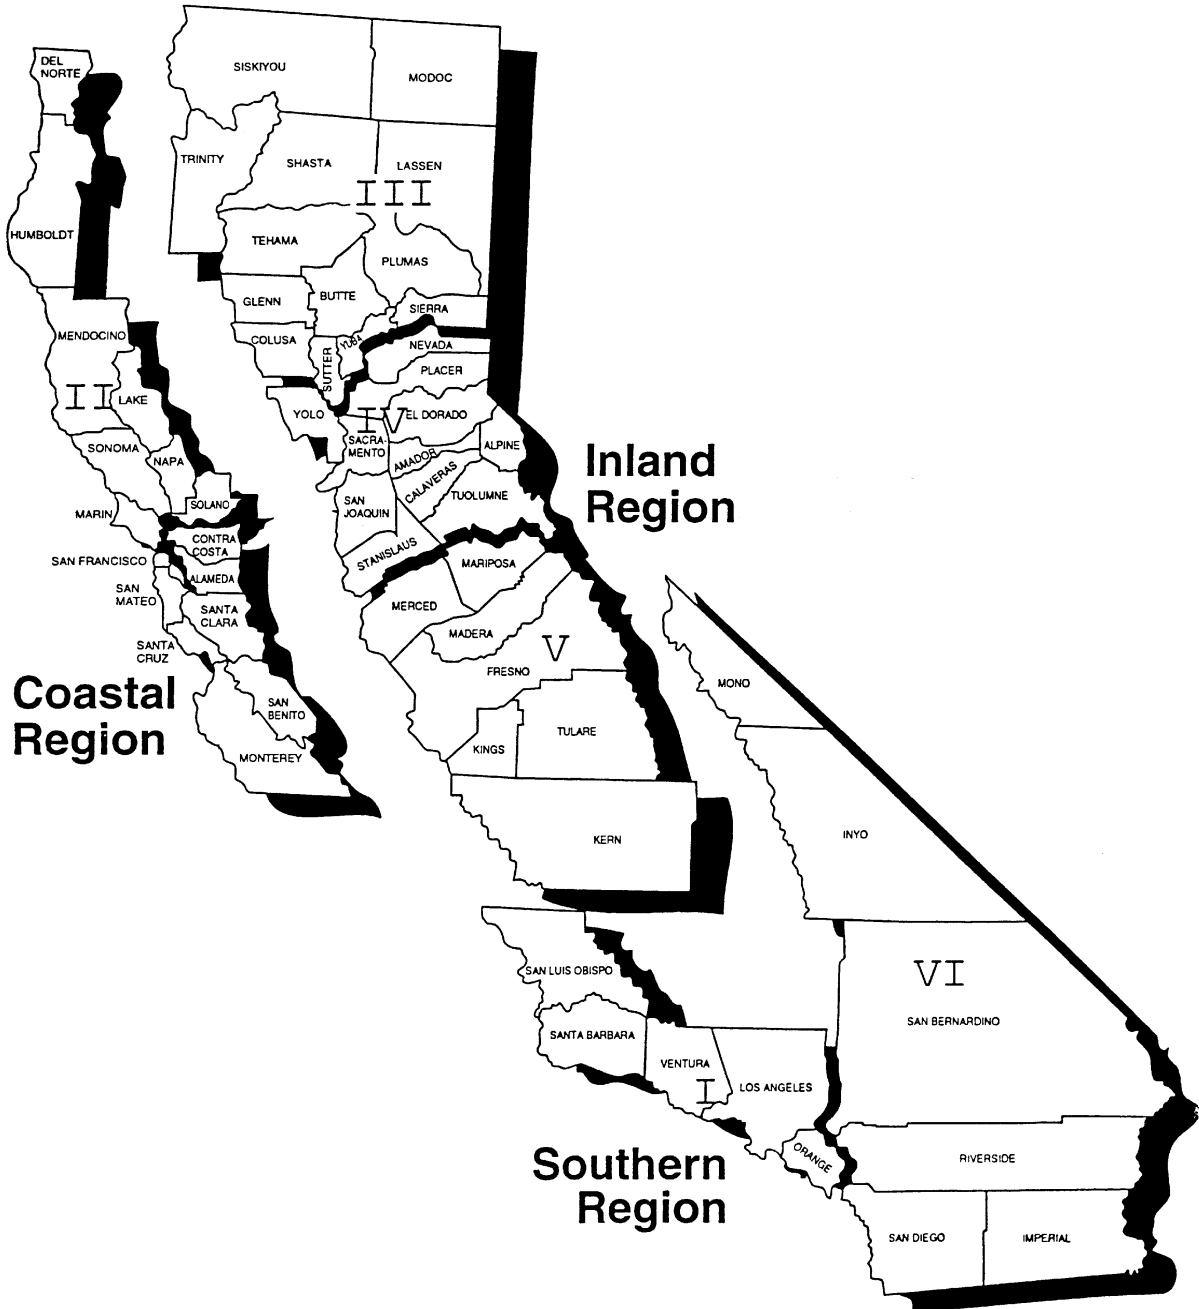 DEL
NORTE
HUMBOLDT
MENDOCINO
II
LAKE
SONOMA
NAPA
SOLANO
MARIN
CONTRA
COSTA
SAN FRANCISCO
ALAMEDA
SAN
MATEO
SANTA
CLARA
SANTA
CRUZ
SAN
BENITO
MONTEREY
Coastal
Region
SISKIYOU
MODOC
TRINITY
SHASTA
LASSEN
III
TEHAMA
PLUMAS
GLENN
BUTTE
SIERRA
COLUSA
SUTTER
YUBA
NEVADA
PLACER
YOLO
IV
EL DORADO
SACRA-
MENTO
AMADOR
ALPINE
CALAVERAS
TUOLUMNE
SAN
JOAQUIN
STANISLAUS
MARIPOSA
MERCED
MADERA
V
FRESNO
KINGS
TULARE
KERN
Inland
Region
MONO
INYO
VI
SAN BERNARDINO
SAN LUIS OBISPO
SANTA BARBARA
VENTURA
I
LOS ANGELES
ORANGE
RIVERSIDE
SAN DIEGO
IMPERIAL
Southern
Region